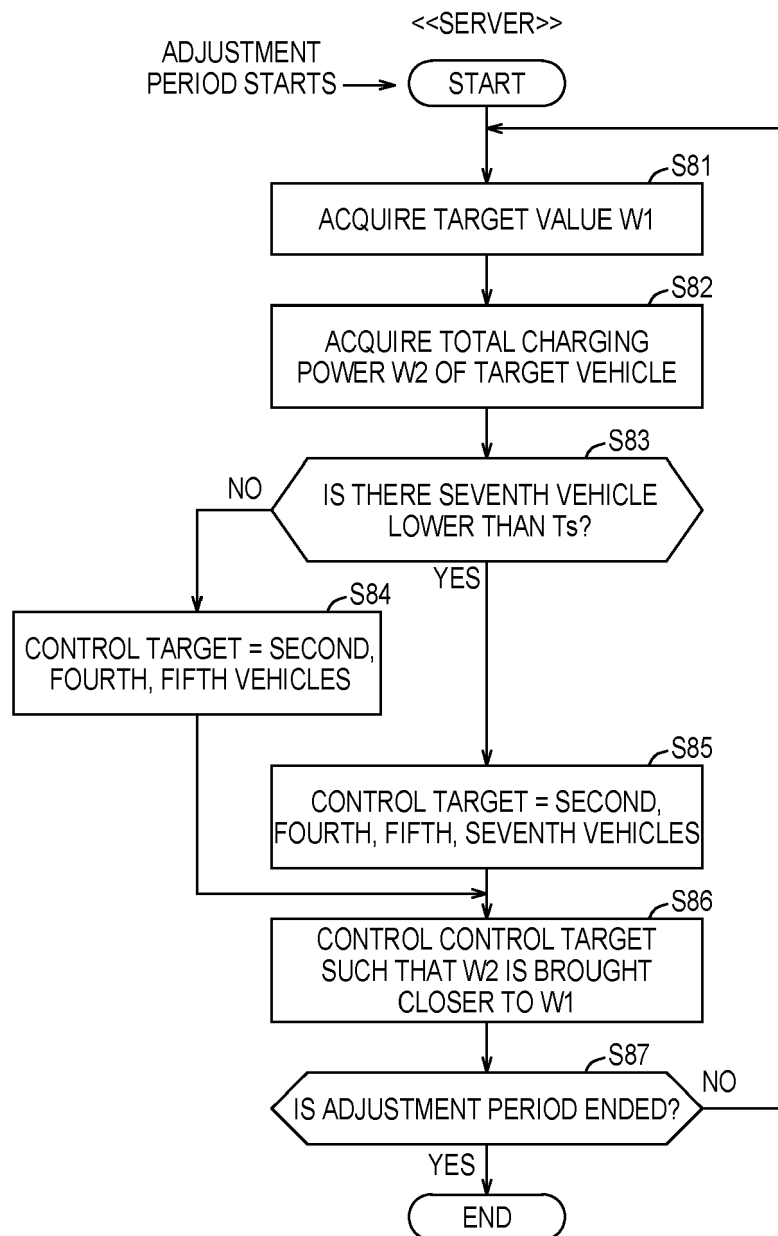 <<SERVER>>
ADJUSTMENT
PERIOD STARTS
START
S81
ACQUIRE TARGET VALUE W1
S82
ACQUIRE TOTAL CHARGING
POWER W2 OF TARGET VEHICLE
S83
NO
IS THERE SEVENTH VEHICLE
LOWER THAN Ts?
YES
S84
CONTROL TARGET = SECOND,
FOURTH, FIFTH VEHICLES
S85
CONTROL TARGET = SECOND,
FOURTH, FIFTH, SEVENTH VEHICLES
S86
CONTROL CONTROL TARGET
SUCH THAT W2 IS BROUGHT
CLOSER TO W1
S87
NO
IS ADJUSTMENT PERIOD ENDED?
YES
END